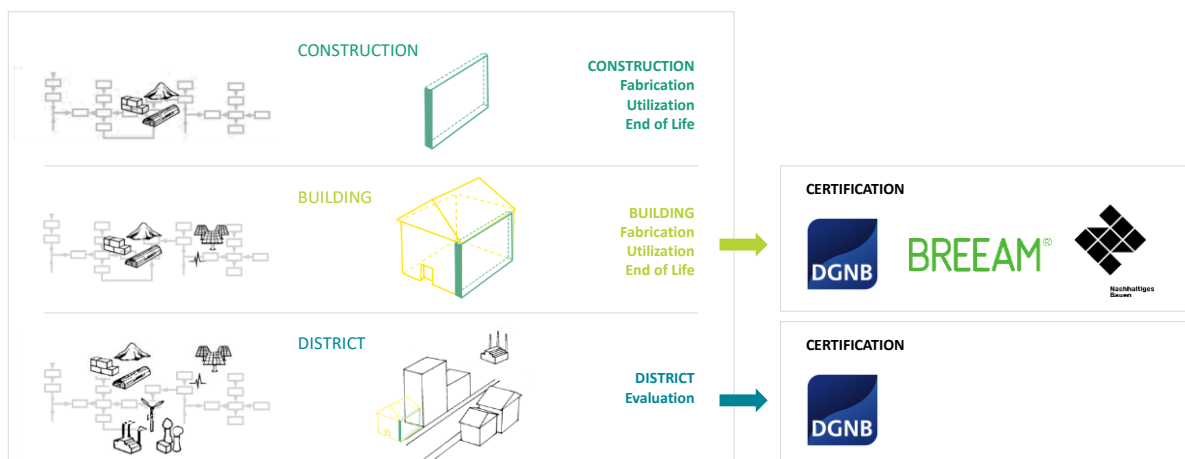 CONSTRUCTION
CONSTRUCTION
Fabrication
Utilization
End of Life
BUILDING
BUILDING
Fabrication
Utilization
End of Life
CERTIFICATION
DGNB
BREEAM®
Nachhaltiges
Bauen
DISTRICT
DISTRICT
Evaluation
CERTIFICATION
DGNB